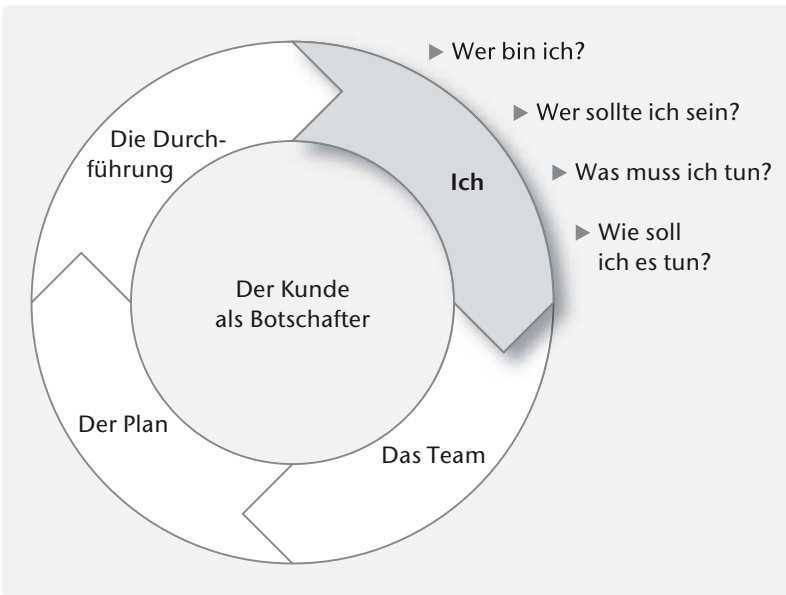 Wer bin ich?
Wer sollte ich sein?
Was muss ich tun?
Wie soll
ich es tun?
Ich
Die Durch-
führung
Der Kunde
als Botschafter
Der Plan
Das Team